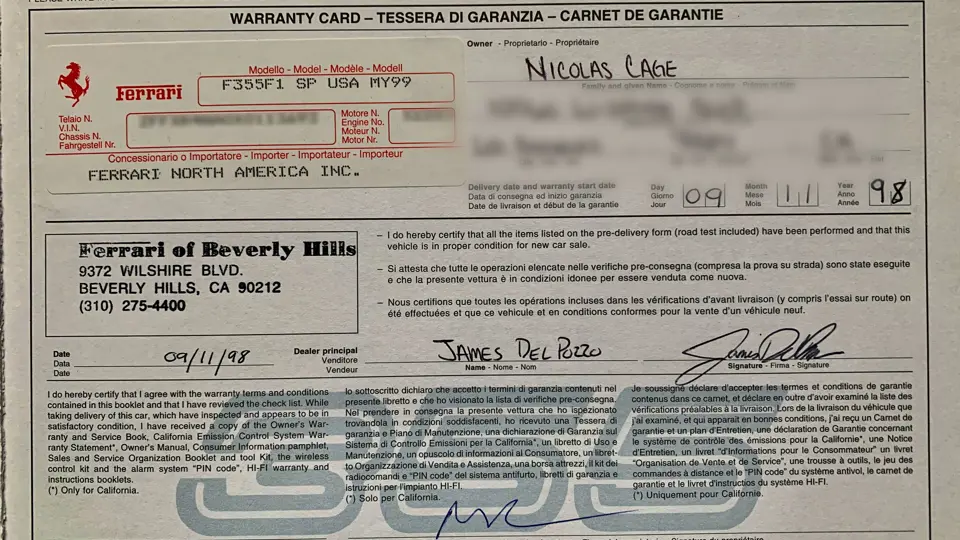 WARRANTY CARD – TESSERA DI GARANZIA – CARNET DE GARANTIE
Ferrari
Modello - Model - Modèle - Modell
F355F1 SP USA MY99
Telaio N.
V.I.N.
Chassis N.
Fahrgestell Nr.
Motore N.
Engine No.
Moteur N.
Motor Nr.
Concessionario o Importatore - Importer - Importateur - Importeur
FERRARI NORTH AMERICA INC.
Owner - Proprietario - Propriétaire
NICOLAS CAGE
Delivery date and warranty start date
Data di consegna ed inizio garanzia
Date de livraison et début de la garantie
Day
Giorno
Jour
09
Month
Mese
Mois
11
Year
Anno
Année
98
Ferrari of Beverly Hills
9372 WILSHIRE BLVD.
BEVERLY HILLS, CA 90212
(310) 275-4400
– I do hereby certify that all the items listed on the pre-delivery form (road test included) have been performed and that this
vehicle is in proper condition for new car sale.
– Si attesta che tutte le operazioni elencate nelle verifiche pre-consegna (compresa la prova su strada) sono state eseguite
e che la presente vettura è in condizioni idonee per essere venduta come nuova.
– Nous certifions que toutes les opérations incluses dans les vérifications d'avant livraison (y compris l'essai sur route) on
été effectuées et que ce vehicule et en conditions conformes pour la vente d'un véhicule neuf.
Date
Data
Date
09/11/98
Dealer principal
Venditore
Vendeur
JAMES DEL POZZO
Name - Nome - Nom
Signature - Firma - Signature
I do hereby certify that I agree with the warranty terms and conditions
contained in this booklet and that I have reviewed the check list. While
taking delivery of this car, which have inspected and appears to be in
satisfactory condition, I have received a copy of the Owner's War-
ranty and Service Book, California Emission Control System War-
ranty Statement*, Owner's Manual, Consumer Information pamphlet,
Sales and Service Organization Booklet and tool Kit, the wireless
control kit and the alarm system "PIN code", HI-FI warranty and
instructions booklets.
(*) Only for California.
Io sottoscritto dichiaro che accetto i termini di garanzia contenuti nel
presente libretto e che ho visionato la lista di verifiche pre-consegna.
Nel prendere in consegna la presente vettura che ho ispezionato
trovandola in condizioni soddisfacenti, ho ricevuto una Tessera di
garanzia e Piano di Manutenzione, una dichiarazione di Garanzia sul
Sistema di Controllo Emissioni per la California*, un libretto di Uso e
Manutenzione, un opuscolo di informazioni al Consumatore, un libret-
to Organizzazione di Vendita e Assistenza, una borsa attrezzi, il kit dei
radiocomandi e "PIN code" del sistema antifurto, libretti di garanzia e
istruzioni per l'impianto HI-FI.
(*) Solo per California.
Je soussigné déclare d'accepter les termes et conditions de garantie
contenus dans ce carnet, et déclare en outre d'avoir examiné la liste des
vérifications préalables à la livraison. Lors de la livraison du véhicule que
j'ai examiné, et qui apparait en bonnes conditions, j'ai reçu un Carnet de
garantie et un plan d'Entretien, une déclaration de Garantie concernant
le système de contrôle des émissions pour la Californie*, une Notice
d'Entretien, un livret "d'Informations pour le Consommateur" un livret
"Organisation de Vente et de Service", une trousse à outils, le jeu des
commandes à distance et le "PIN code" du système antivol, le carnet de
garantie et le livret d'instructios du système HI-FI.
(*) Uniquement pour Californie.
355